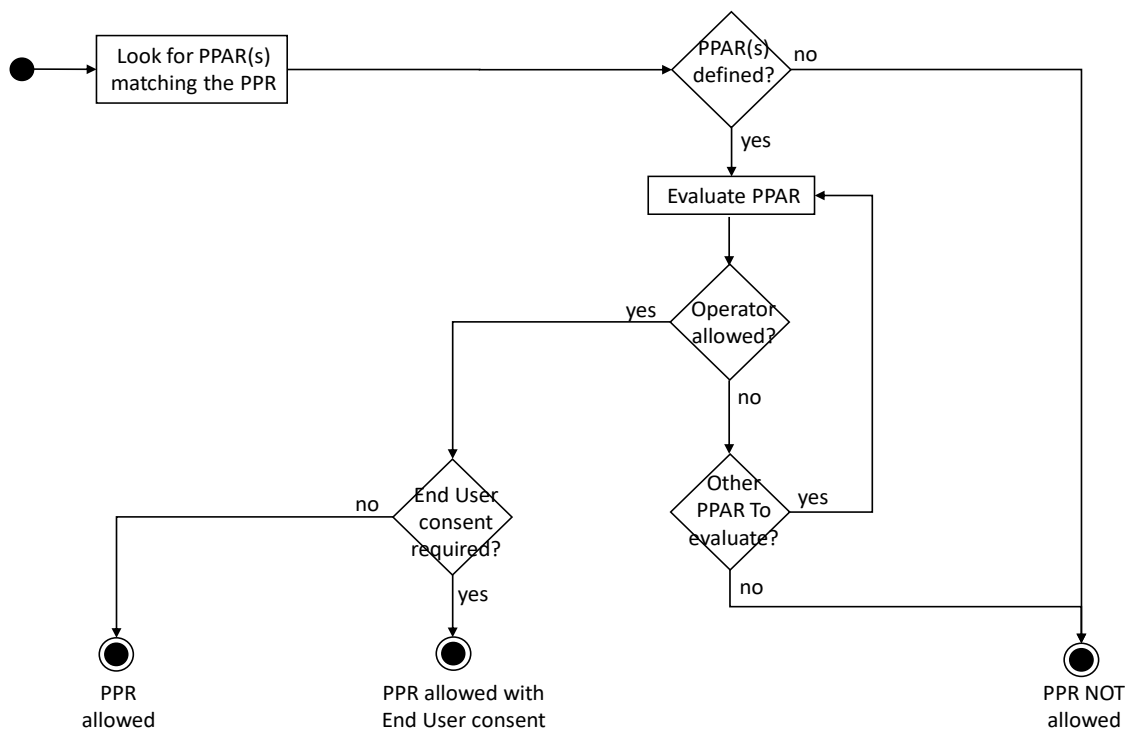 Look for PPAR(s)
matching the PPR
PPAR(s)
defined?
no
yes
Evaluate PPAR
Operator
allowed?
yes
no
Other
PPAR To
evaluate?
yes
no
End User
consent
required?
no
yes
PPR
allowed
PPR allowed with
End User consent
PPR NOT
allowed